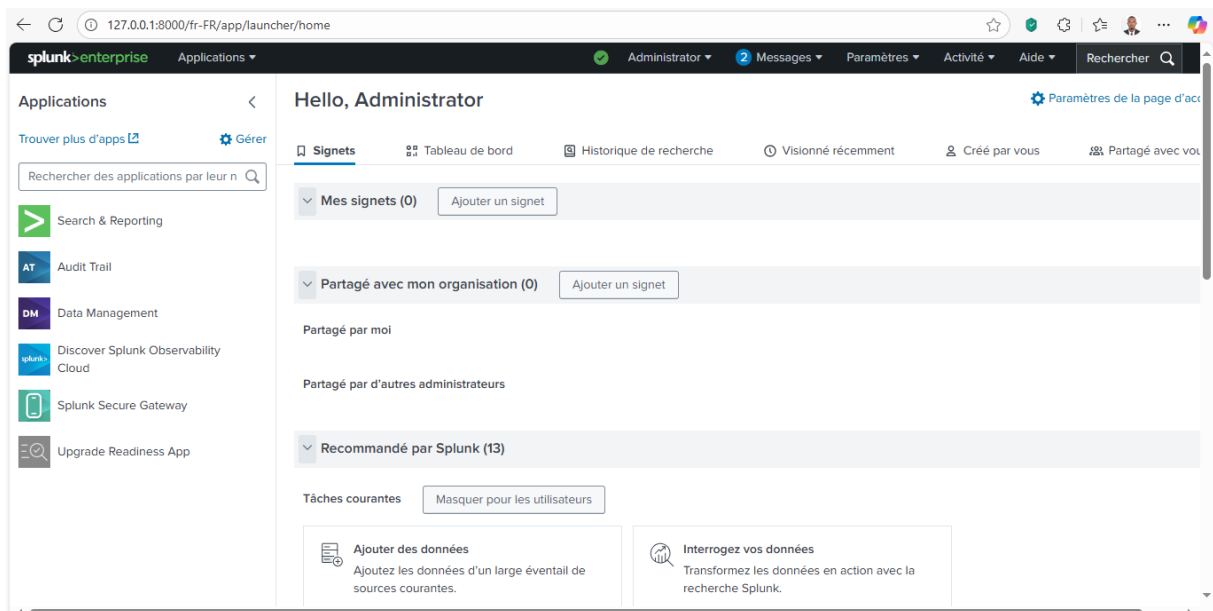 127.0.0.1:8000/fr-FR/app/launcher/home
splunk>enterprise Applications Administrator 2 Messages Paramètres Activité Aide Rechercher
Applications
Trouver plus d'apps Gérer
Rechercher des applications par leur n
Search & Reporting
AT Audit Trail
DM Data Management
splunk> Discover Splunk Observability
Cloud
Splunk Secure Gateway
Upgrade Readiness App
Hello, Administrator
Paramètres de la page d'acc
Signets Tableau de bord Historique de recherche Visionné récemment Créé par vous Partagé avec vou
Mes signets (0) Ajouter un signet
Partagé avec mon organisation (0) Ajouter un signet
Partagé par moi
Partagé par d'autres administrateurs
Recommandé par Splunk (13)
Tâches courantes Masquer pour les utilisateurs
Ajouter des données
Ajoutez les données d'un large éventail de
sources courantes.
Interrogez vos données
Transformez les données en action avec la
recherche Splunk.